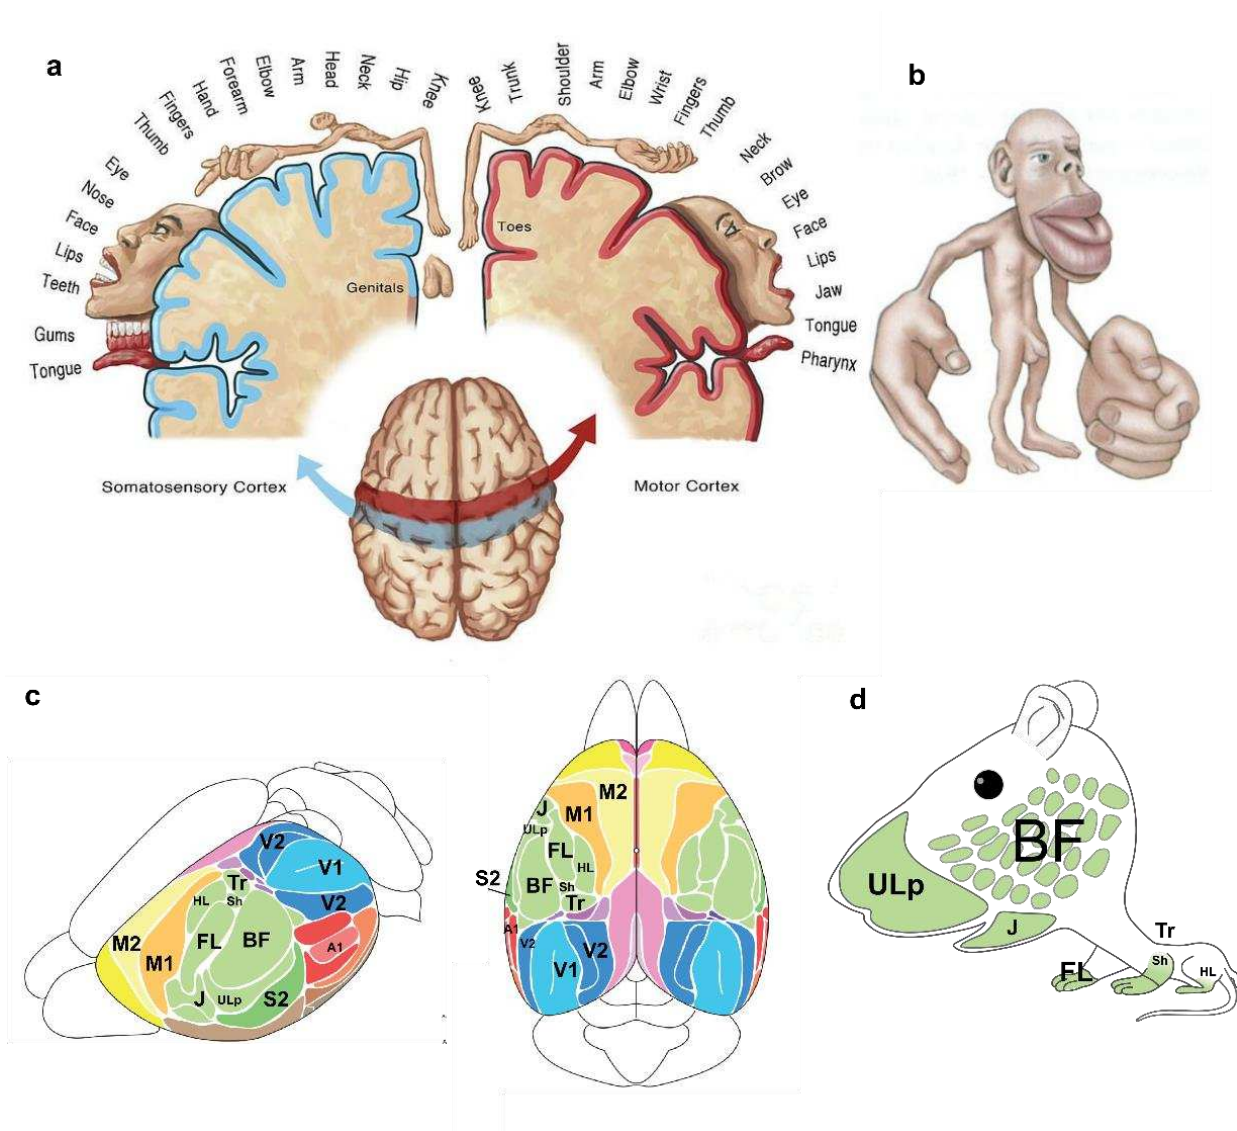 a
Tongue
Gums
Teeth
Lips
Face
Nose
Eye
Thumb
Fingers
Hand
Forearm
Elbow
Arm
Head
Neck
Hip
Knee
Genitals
Knee
Trunk
Shoulder
Arm
Elbow
Wrist
Fingers
Thumb
Neck
Brow
Eye
Face
Lips
Jaw
Tongue
Pharynx
Toes
Somatosensory Cortex
Motor Cortex
b
c
V2
V1
Tr
Sh
HL
V2
M2
FL
BF
A1
M1
J
ULp
S2
M2
J
M1
ULp
FL
HL
S2
BF
Sh
Tr
A1
V2
V2
V1
d
BF
ULp
J
Tr
FL
Sh
HL